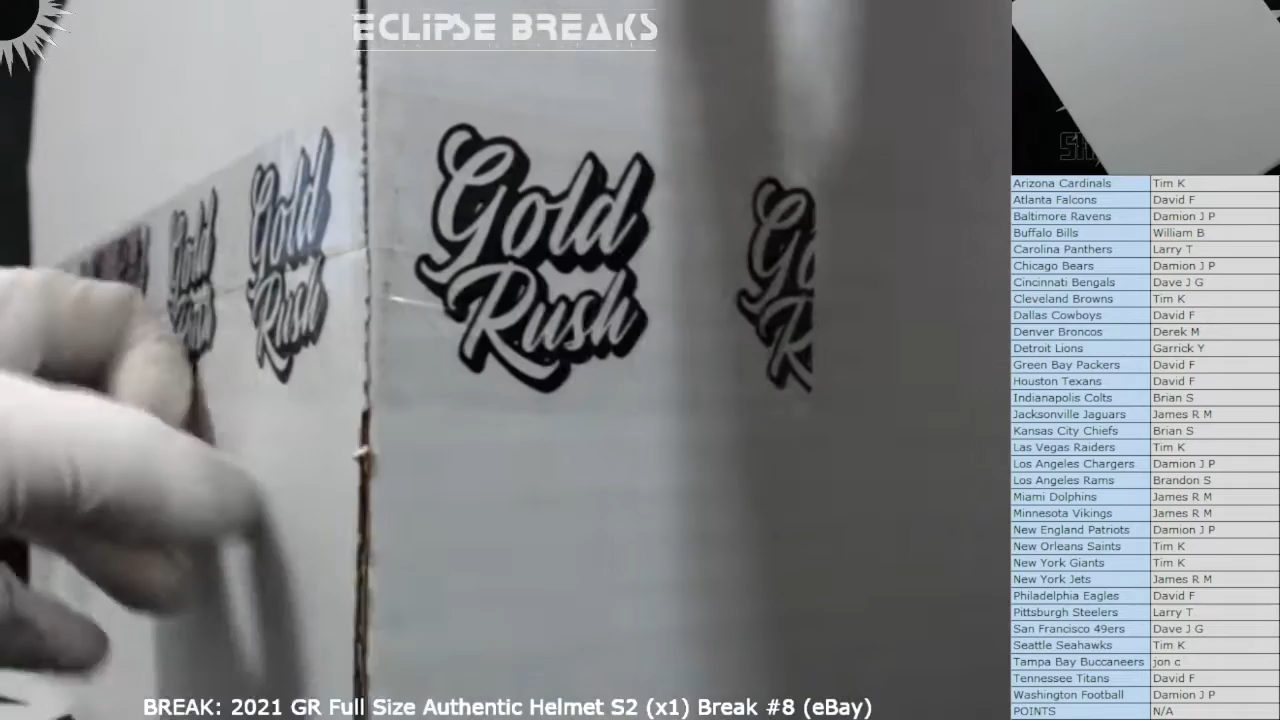 ECLIPSE BREAKS
Gold
Rush
Gold
Rush
Arizona Cardinals Tim K
Atlanta Falcons David F
Baltimore Ravens Damion J P
Buffalo Bills William B
Carolina Panthers Larry T
Chicago Bears Damion J P
Cincinnati Bengals Dave J G
Cleveland Browns Tim K
Dallas Cowboys David F
Denver Broncos Derek M
Detroit Lions Garrick Y
Green Bay Packers David F
Houston Texans David F
Indianapolis Colts Brian S
Jacksonville Jaguars James R M
Kansas City Chiefs Brian S
Las Vegas Raiders Tim K
Los Angeles Chargers Damion J P
Los Angeles Rams Brandon S
Miami Dolphins James R M
Minnesota Vikings James R M
New England Patriots Damion J P
New Orleans Saints Tim K
New York Giants Tim K
New York Jets James R M
Philadelphia Eagles David F
Pittsburgh Steelers Larry T
San Francisco 49ers Dave J G
Seattle Seahawks Tim K
Tampa Bay Buccaneers jon c
Tennessee Titans David F
Washington Football Damion J P
POINTS N/A
BREAK: 2021 GR Full Size Authentic Helmet S2 (x1) Break #8 (eBay)